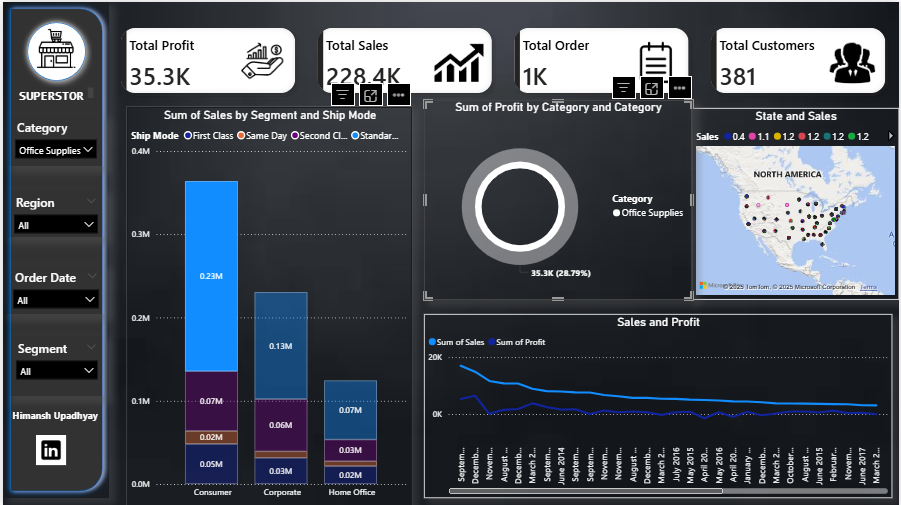 SUPERSTOR
Category
Office Supplies
Region
All
Order Date
All
Segment
All
Himansh Upadhyay
in
Total Profit
35.3K
Total Sales
228.4K
Total Order
1K
Total Customers
381
Sum of Sales by Segment and Ship Mode
Ship Mode First Class Same Day Second Cl... Standar...
0.4M
0.3M
0.2M
0.1M
0.0M
0.23M
0.07M
0.02M
0.05M
0.13M
0.06M
0.03M
0.07M
0.03M
0.02M
Consumer Corporate Home Office
Sum of Profit by Category and Category
Category
Office Supplies
35.3K (28.79%)
State and Sales
Sales 0.4 1.1 1.2 1.2 1.2 1.2
NORTH AMERICA
A
© 2025 TomTom, © 2025 Microsoft Corporation Terms
Sales and Profit
Sum of Sales Sum of Profit
20K
0K
Septem...
Decemb...
Novem...
August ...
Decemb...
March 2...
Septem...
June 2014
Septem...
Septem...
Novem...
Novem...
August ...
Decemb...
March 2...
July 2016
May 2015
April 20...
May 2016
April 20...
January ...
Decemb...
March 2...
October...
August ...
June 2015
Februar...
Novem...
June 2017
March 2...